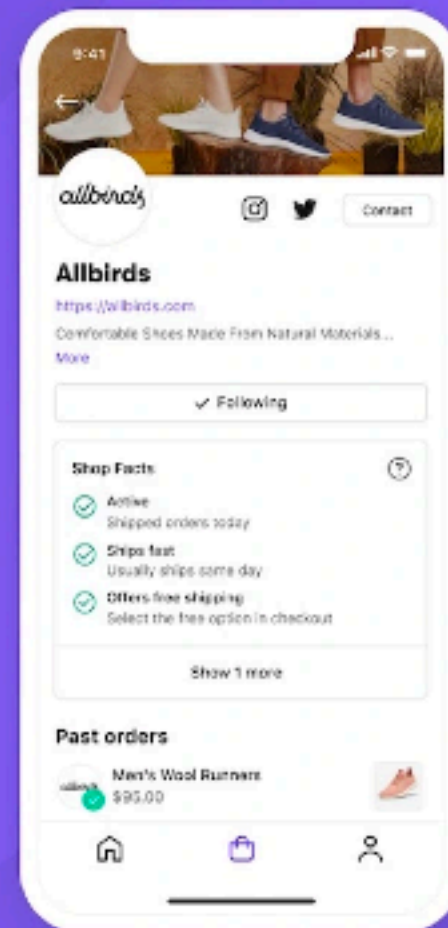 9:41
allbirds
Contact
Allbirds
https://allbirds.com
Comfortable Shoes Made From Natural Materials...
More
Following
Shop Facts
Active
Shipped orders today
Ships fast
Usually ships same day
Offers free shipping
Select the free option in checkout
Show 1 more
Past orders
allbirds
Men's Wool Runners
$95.00